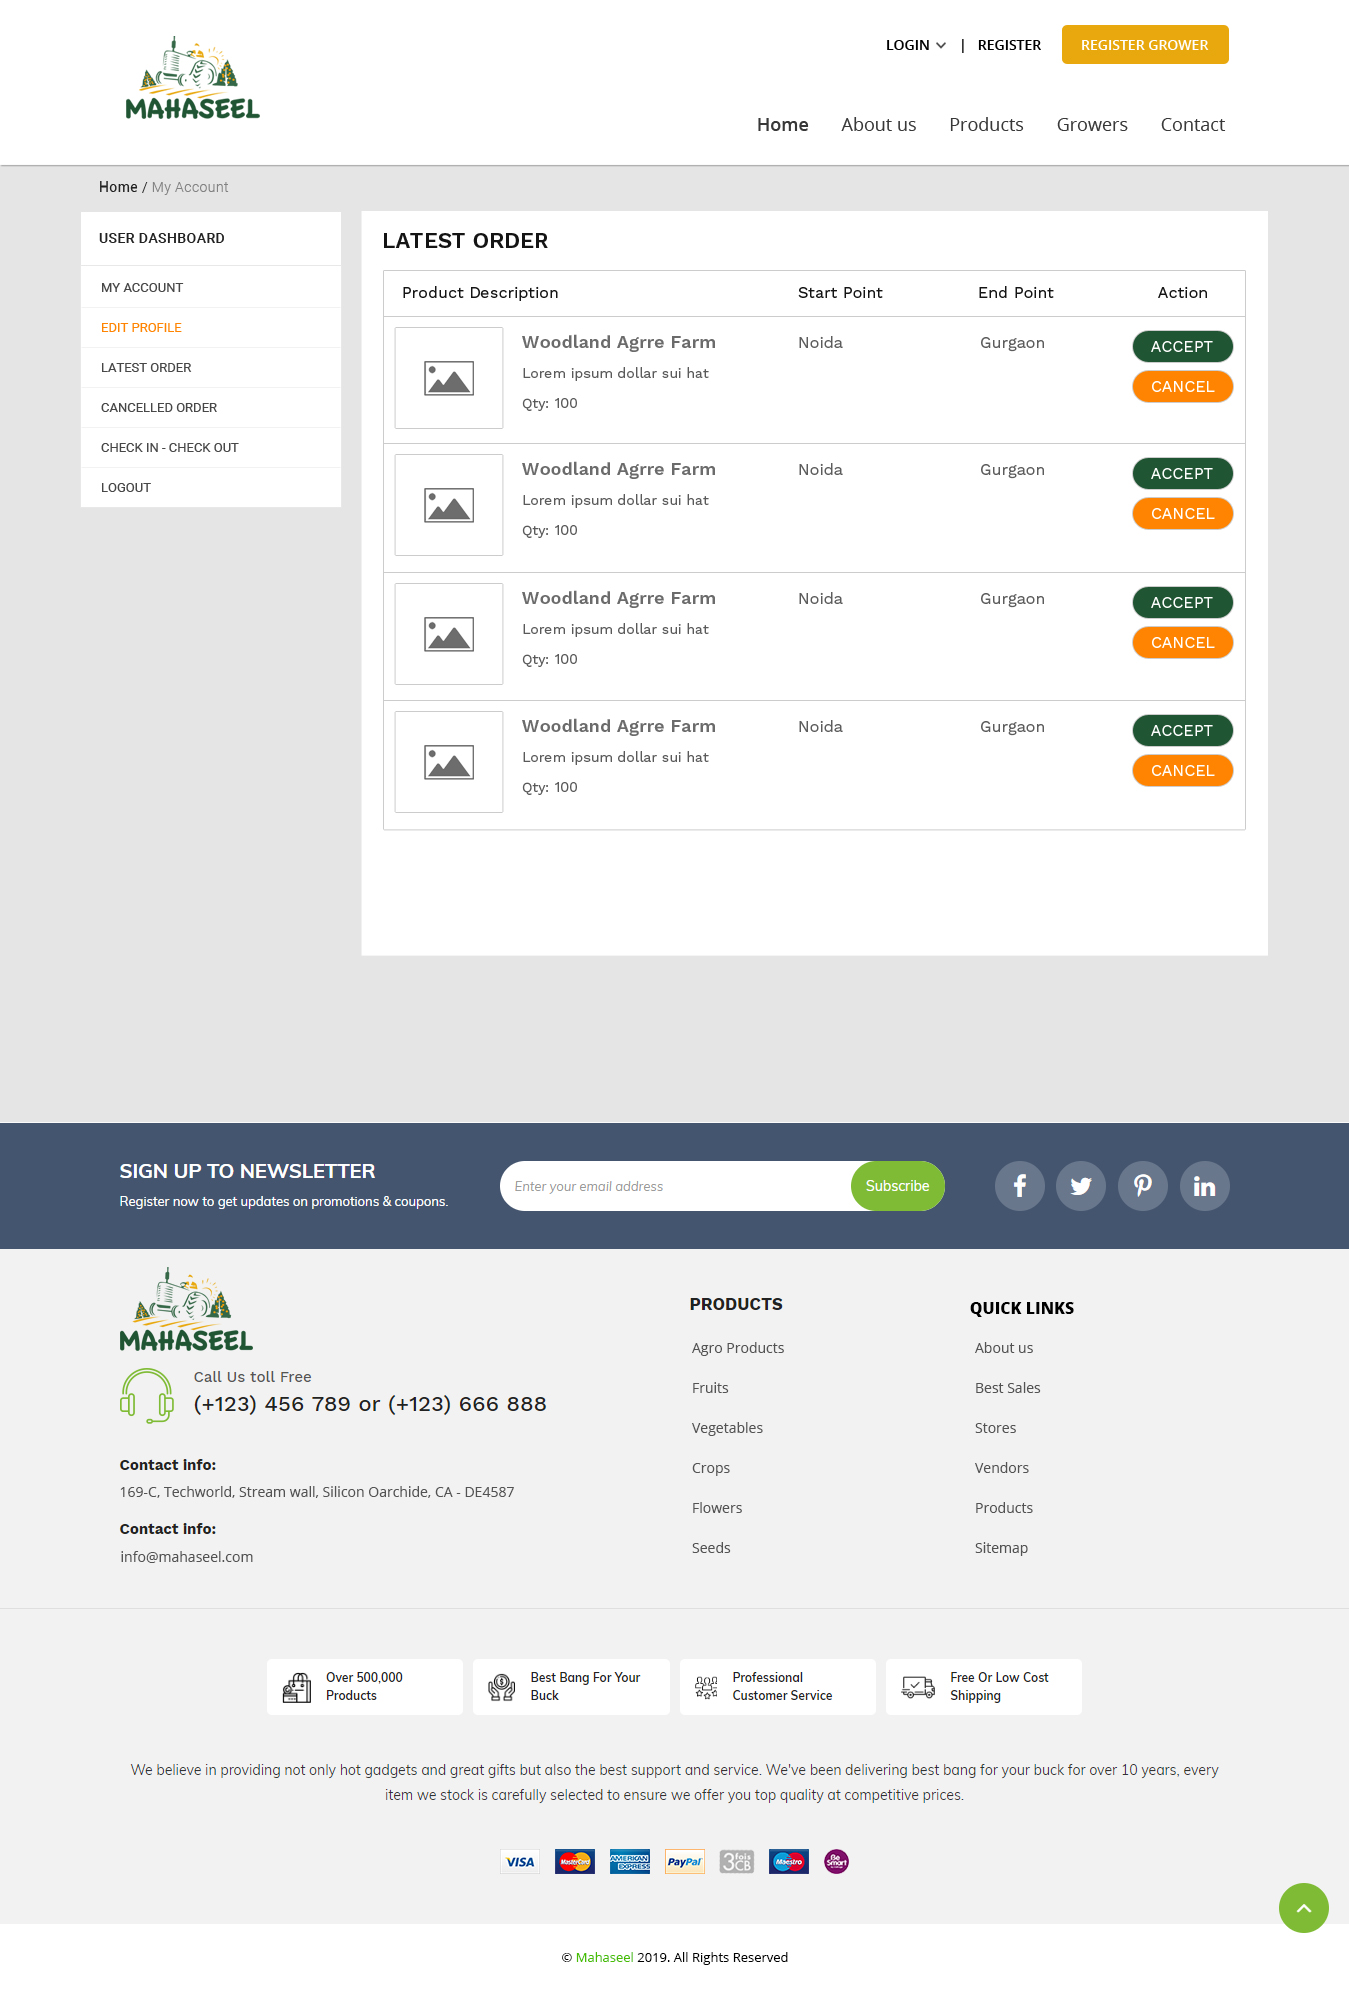 MAHASEEL
LOGIN | REGISTER REGISTER GROWER
Home About us Products Growers Contact
Home / My Account
USER DASHBOARD
MY ACCOUNT
EDIT PROFILE
LATEST ORDER
CANCELLED ORDER
CHECK IN - CHECK OUT
LOGOUT
LATEST ORDER
Product Description Start Point End Point Action
Woodland Agrre Farm Noida Gurgaon ACCEPT
Lorem ipsum dollar sui hat
CANCEL
Qty: 100
Woodland Agrre Farm Noida Gurgaon ACCEPT
Lorem ipsum dollar sui hat
CANCEL
Qty: 100
Woodland Agrre Farm Noida Gurgaon ACCEPT
Lorem ipsum dollar sui hat
CANCEL
Qty: 100
Woodland Agrre Farm Noida Gurgaon ACCEPT
Lorem ipsum dollar sui hat
CANCEL
Qty: 100
SIGN UP TO NEWSLETTER
Register now to get updates on promotions & coupons.
Enter your email address Subscribe
MAHASEEL
Call Us toll Free
(+123) 456 789 or (+123) 666 888
Contact info:
169-C, Techworld, Stream wall, Silicon Oarchide, CA - DE4587
Contact info:
info@mahaseel.com
PRODUCTS
Agro Products
Fruits
Vegetables
Crops
Flowers
Seeds
QUICK LINKS
About us
Best Sales
Stores
Vendors
Products
Sitemap
Over 500,000
Products
Best Bang For Your
Buck
Professional
Customer Service
Free Or Low Cost
Shipping
We believe in providing not only hot gadgets and great gifts but also the best support and service. We've been delivering best bang for your buck for over 10 years, every
item we stock is carefully selected to ensure we offer you top quality at competitive prices.
VISA MasterCard AMERICAN EXPRESS PayPal 3 fois CB Maestro Be Smart
© Mahaseel 2019. All Rights Reserved